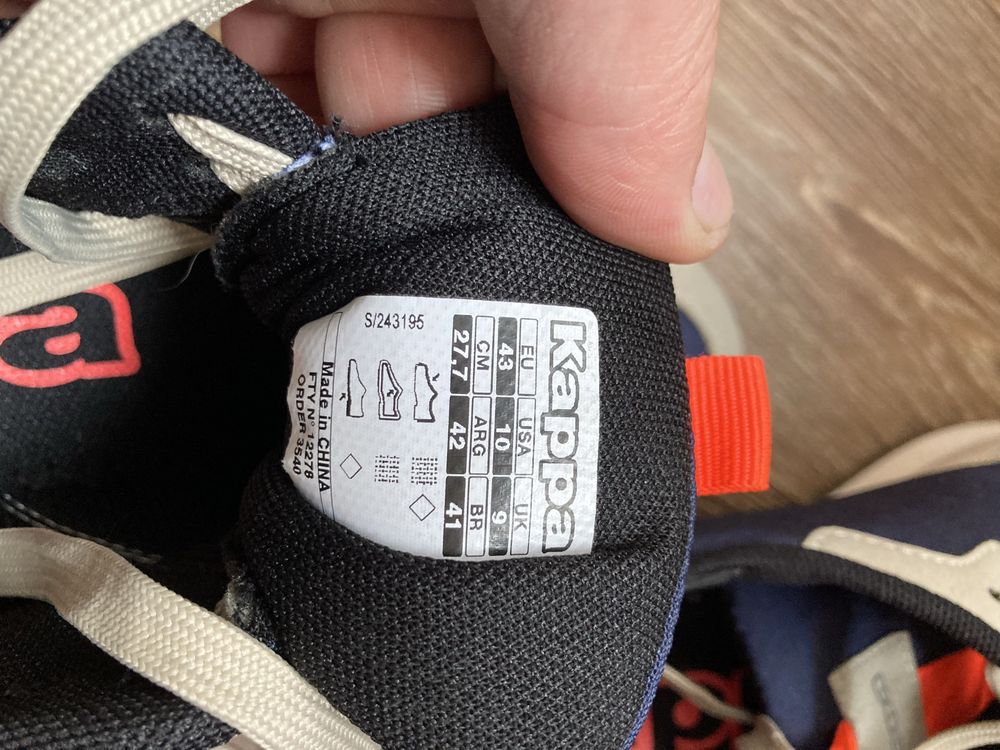 Kappa
EU USA UK
43 10 9
CM ARG BR
27,7 42 41
S/243195
Made in CHINA
FTY Nº 12278
ORDER 3540
a